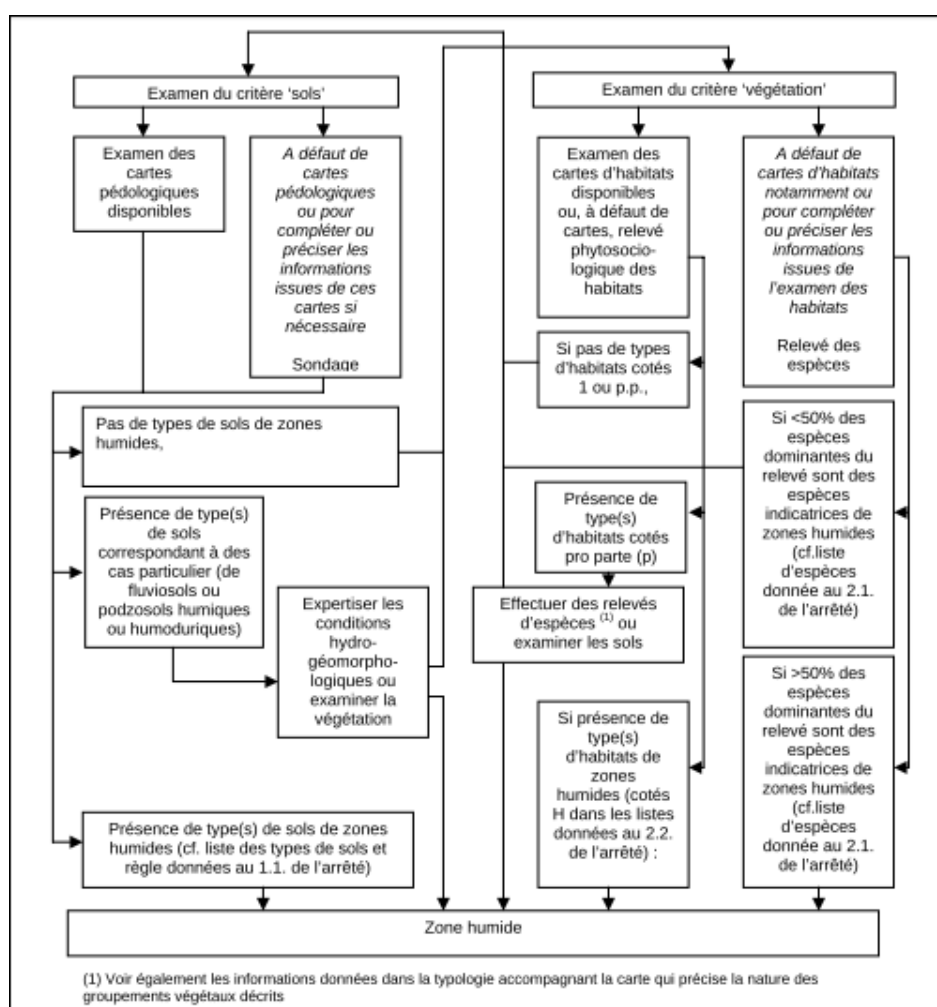 Examen du critère 'sols'
Examen des
cartes
pédologiques
disponibles
A défaut de
cartes
pédologiques
ou pour
compléter ou
préciser les
informations
issues de ces
cartes si
nécessaire
Sondage
Pas de types de sols de zones
humides,
Présence de type(s)
de sols
correspondant à des
cas particulier (de
fluviosols ou
podzosols humiques
ou humoduriques)
Expertiser les
conditions
hydro-
géomorpho-
logiques ou
examiner la
végétation
Présence de type(s) de sols de zones
humides (cf. liste des types de sols et
règle données au 1.1. de l'arrêté)
Examen du critère 'végétation'
Examen des
cartes d'habitats
disponibles
ou, à défaut de
cartes, relevé
phytosocio-
logique des
habitats
A défaut de
cartes d'habitats
notamment ou
pour compléter
ou préciser les
informations
issues de
l'examen des
habitats
Relevé des
espèces
Si pas de types
d'habitats cotés
1 ou p.p.,
Présence de
type(s)
d'habitats cotés
pro parte (p)
Effectuer des relevés
d'espèces (1) ou
examiner les sols
Si présence de
type(s)
d'habitats de
zones
humides (cotés
H dans les listes
données au 2.2.
de l'arrêté) :
Si <50% des
espèces
dominantes du
relevé sont des
espèces
indicatrices de
zones humides
(cf.liste
d'espèces
donnée au 2.1.
de l'arrêté)
Si >50% des
espèces
dominantes du
relevé sont des
espèces
indicatrices de
zones humides
(cf.liste
d'espèces
donnée au 2.1.
de l'arrêté)
Zone humide
(1) Voir également les informations données dans la typologie accompagnant la carte qui précise la nature des
groupements végétaux décrits